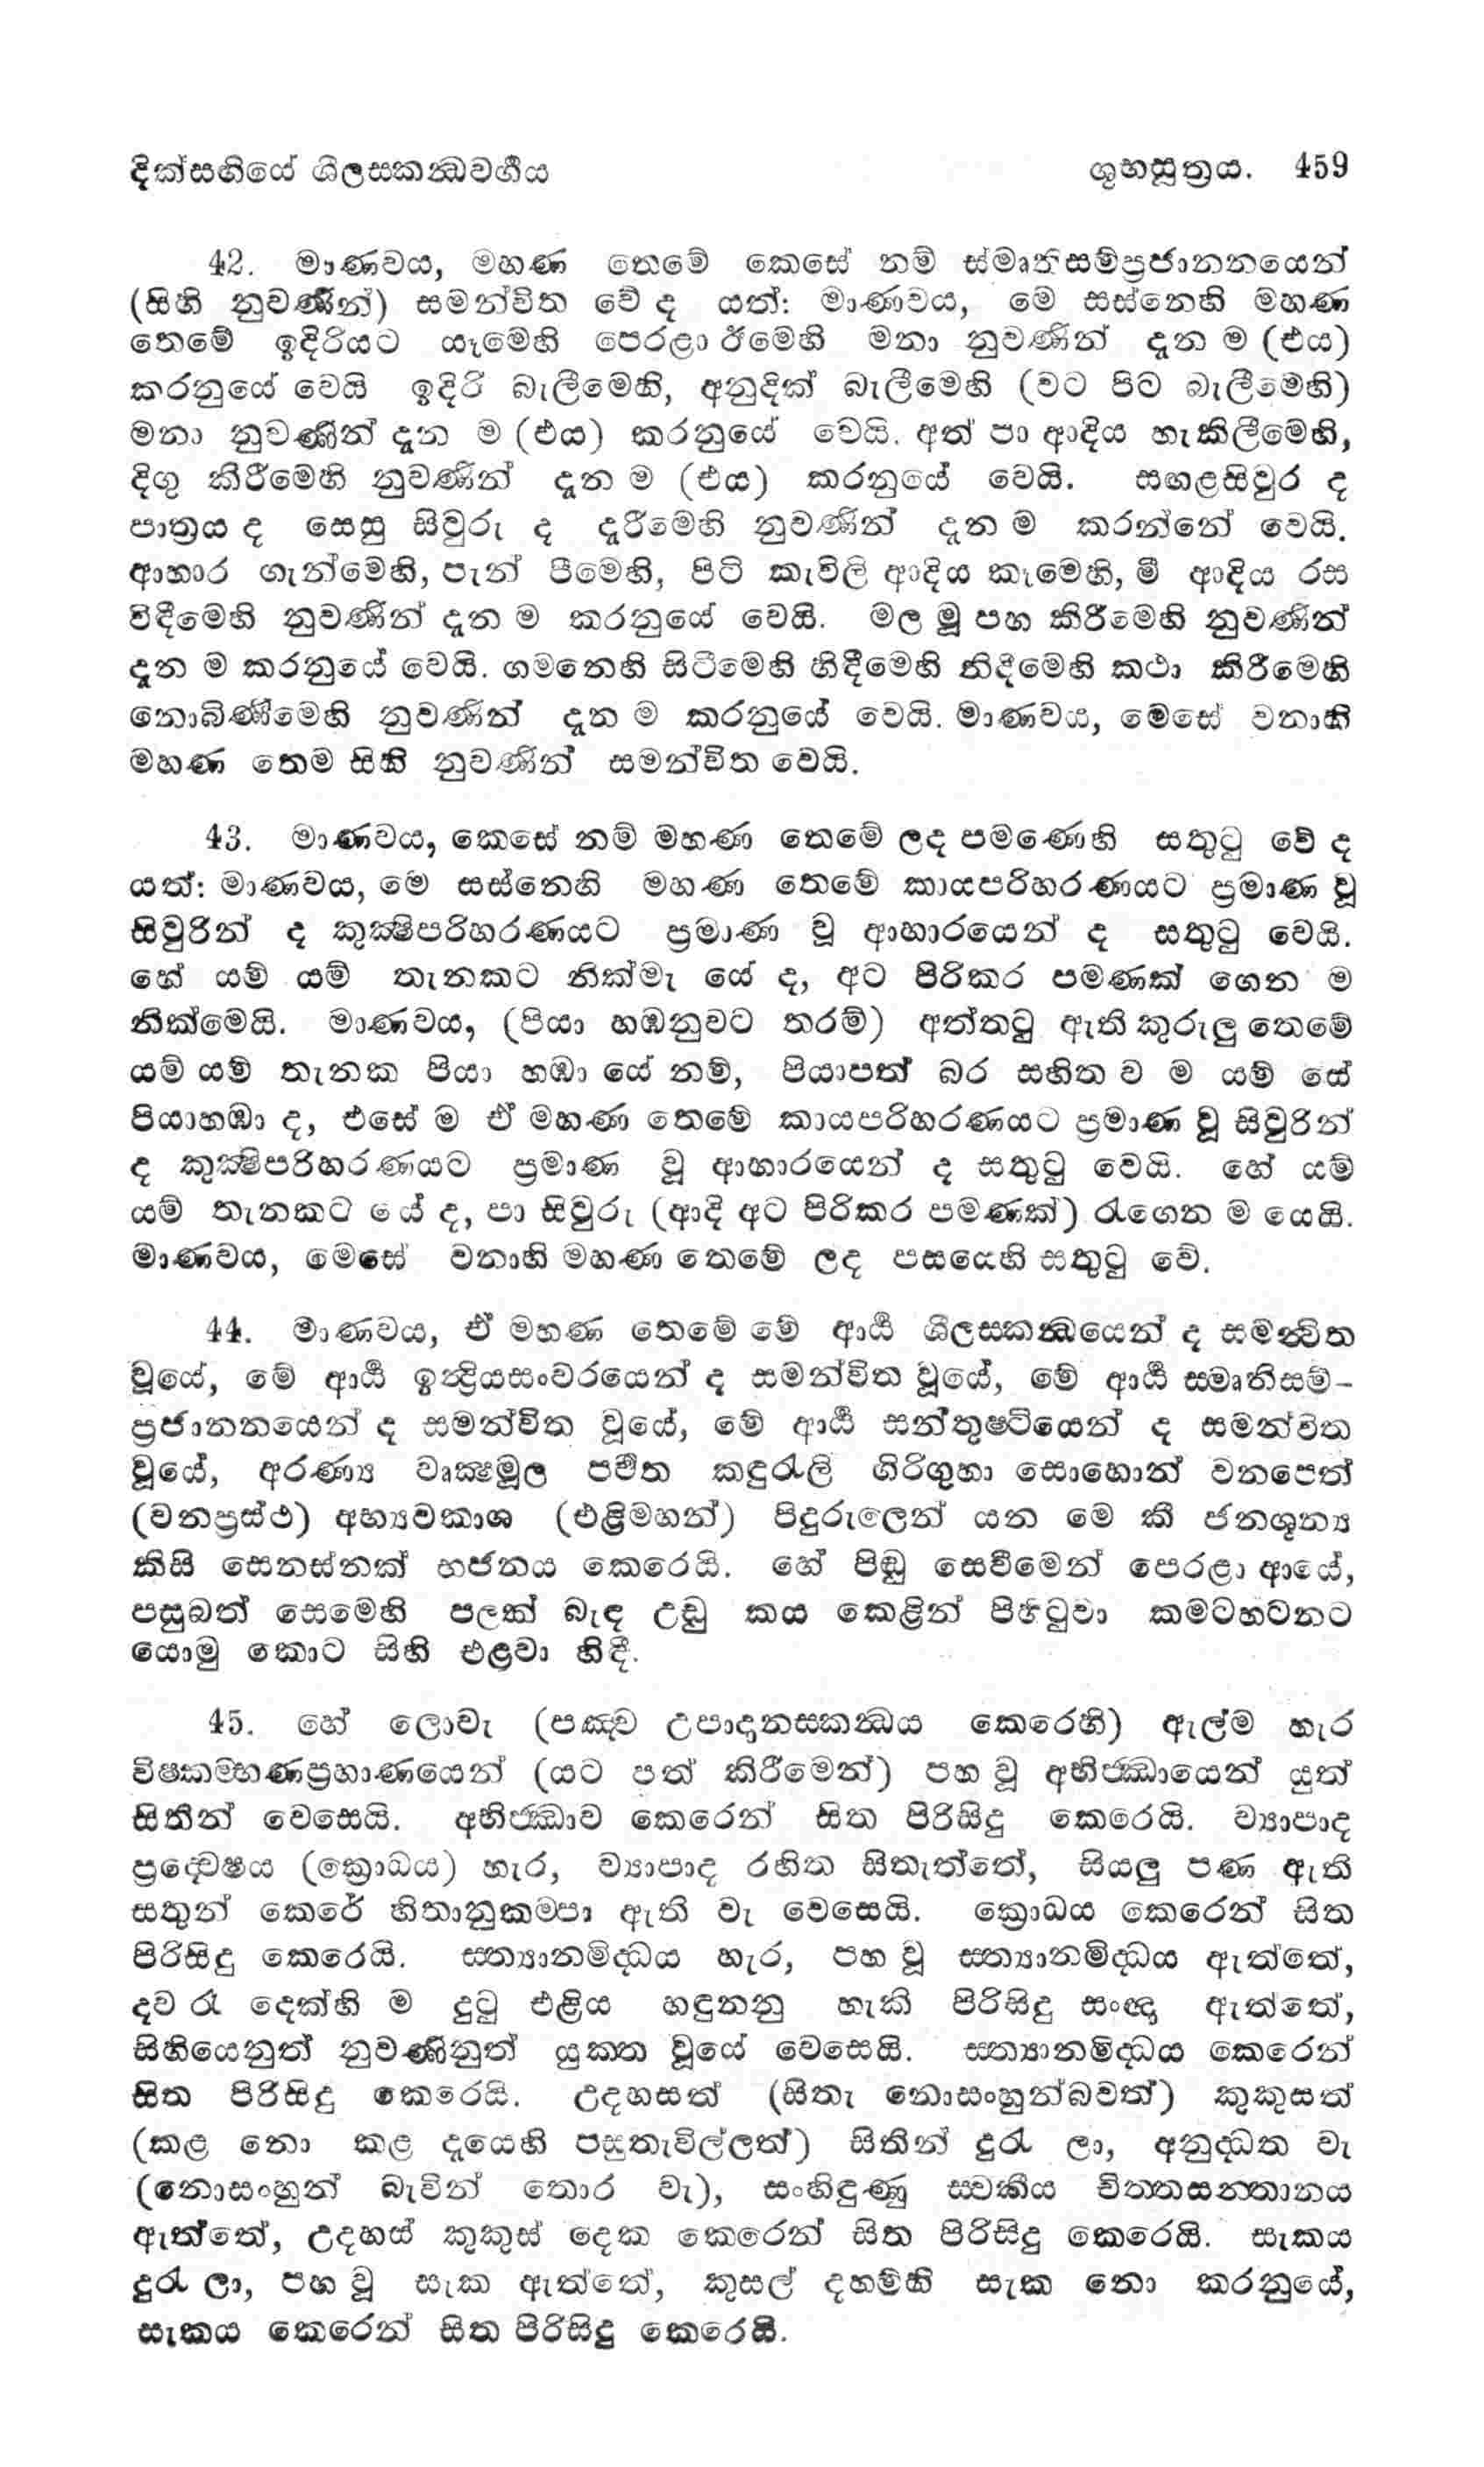 දික්සඟියේ ශීලස්කන්ධවර්‍ගය ශුභසූත්‍රය. 459
42. මාණවය, මහණ තෙමේ කෙසේ නම් ස්මෘතිසම්ප්‍රජානනයෙන්
(සිහි නුවණින්) සමන්විත වේ ද යත්: මාණවය, මෙ සස්නෙහි මහණ
තෙමේ ඉදිරියට යෑමෙහි පෙරළා ඊමෙහි මනා නුවණින් දැන ම (එය)
කරනුයේ වෙයි ඉදිරි බැලීමෙහි, අනුදික් බැලීමෙහි (වට පිට බැලීමෙහි)
මනා නුවණින් දැන ම (එය) කරනුයේ වෙයි. අත් පා ආදිය හැකිලීමෙහි,
දිගු කිරීමෙහි නුවණින් දැන ම (එය) කරනුයේ වෙයි. සඟළසිවුර ද
පාත්‍රය ද සෙසු සිවුරු ද දැරීමෙහි නුවණින් දැන ම කරන්නේ වෙයි.
ආහාර ගැන්මෙහි, පැන් පීමෙහි, පිටි කැවිලි ආදිය කෑමෙහි, මී ආදිය රස
විඳීමෙහි නුවණින් දැන ම කරනුයේ වෙයි. මල මූ පහ කිරීමෙහි නුවණින්
දැන ම කරනුයේ වෙයි. ගමනෙහි සිටීමෙහි හිඳීමෙහි නිදීමෙහි කථා කිරීමෙහි
නොබිණීමෙහි නුවණින් දැන ම කරනුයේ වෙයි. මාණවය, මෙසේ වනාහි
මහණ තෙම සිහි නුවණින් සමන්විත වෙයි.
43. මාණවය, කෙසේ නම් මහණ තෙමේ ලද පමණෙහි සතුටු වේ ද
යත්: මාණවය, මෙ සස්නෙහි මහණ තෙමේ කායපරිහරණයට ප්‍රමාණ වූ
සිවුරින් ද කුක්‍ෂිපරිහරණයට ප්‍රමාණ වූ ආහාරයෙන් ද සතුටු වෙයි.
හේ යම් යම් තැනකට නික්මැ යේ ද, අට පිරිකර පමණක් ගෙන ම
නික්මෙයි. මාණවය, (පියා හඹනුවට තරම්) අත්තටු ඇති කුරුලු තෙමේ
යම් යම් තැනක පියා හඹා යේ නම්, පියාපත් බර සහිත ව ම යම් සේ
පියාහඹා ද, එසේ ම ඒ මහණ තෙමේ කායපරිහරණයට ප්‍රමාණ වූ සිවුරින්
ද කුක්‍ෂිපරිහරණයට ප්‍රමාණ වූ ආහාරයෙන් ද සතුටු වෙයි. හේ යම්
යම් තැනකට යේ ද, පා සිවුරු (ආදි අට පිරිකර පමණක්) රැගෙන ම යෙයි.
මාණවය, මෙසේ වනාහි මහණ තෙමේ ලද පසයෙහි සතුටු වේ.
44. මාණවය, ඒ මහණ තෙමේ මේ ආර්‍ය්‍ය ශීලස්කන්ධයෙන් ද සමන්විත
වූයේ, මේ ආර්‍ය්‍ය ඉන්ද්‍රියසංවරයෙන් ද සමන්විත වූයේ, මේ ආර්‍ය්‍ය ස්මෘතිසම්-
ප්‍රජානනයෙන් ද සමන්විත වූයේ, මේ ආර්‍ය්‍ය සන්තුෂ්ටියෙන් ද සමන්විත
වූයේ, අරණ්‍ය වෘක්‍ෂමූල පර්‍වත කඳුරැලි ගිරිගුහා සොහොන් වනපෙත්
(වනප්‍රස්ථ) අභ්‍යවකාශ (එළිමහන්) පිදුරුලෙන් යන මෙ කී ජනශූන්‍ය
කිසි සෙනස්නක් භජනය කෙරෙයි. හේ පිඬු සෙවීමෙන් පෙරළා ආයේ,
පසුබත් සෙමෙහි පලක් බැඳ උඩු කය කෙළින් පිහිටුවා කමටහවනට
යොමු කොට සිහි එළවා හිඳී.
45. හේ ලොවැ (පඤ්ච උපාදානස්කන්ධය කෙරෙහි) ඇල්ම හැර
විෂ්කම්භණප්‍රහාණයෙන් (යට පත් කිරීමෙන්) පහ වූ අභිජ්ඣායෙන් යුත්
සිතින් වෙසෙයි. අභිජ්ඣාව කෙරෙන් සිත පිරිසිදු කෙරෙයි. ව්‍යාපාද
ප්‍රද්වේෂය (ක්‍රොධය) හැර, ව්‍යාපාද රහිත සිතැත්තේ, සියලු පණ ඇති
සතුන් කෙරේ හිතානුකම්පා ඇති වැ වෙසෙයි. ක්‍රොධය කෙරෙන් සිත
පිරිසිදු කෙරෙයි. ස්ත්‍යානමිද්ධය හැර, පහ වූ ස්ත්‍යානමිද්ධය ඇත්තේ,
දව රෑ දෙක්හි ම දුටු එළිය හඳුනනු හැකි පිරිසිදු සංඥා ඇත්තේ,
සිහියෙනුත් නුවණිනුත් යුක්ත වූයේ වෙසෙයි. ස්ත්‍යානමිද්ධය කෙරෙන්
සිත පිරිසිදු කෙරෙයි. උදහසත් (සිතැ නොසංහුන්බවත්) කුකුසත්
(කළ නො කළ දෑයෙහි පසුතැවිල්ලත්) සිතින් දුරැ ලා, අනුද්ධත වැ
(නොසංහුන් බැවින් තොර වැ), සංහිඳුණු ස්වකීය චිත්තසන්තානය
ඇත්තේ, උදහස් කුකුස් දෙක කෙරෙන් සිත පිරිසිදු කෙරෙයි. සැකය
දුරැ ලා, පහ වූ සැක ඇත්තේ, කුසල් දහම්හි සැක නො කරනුයේ,
සැකය කෙරෙන් සිත පිරිසිදු කෙරෙයි.